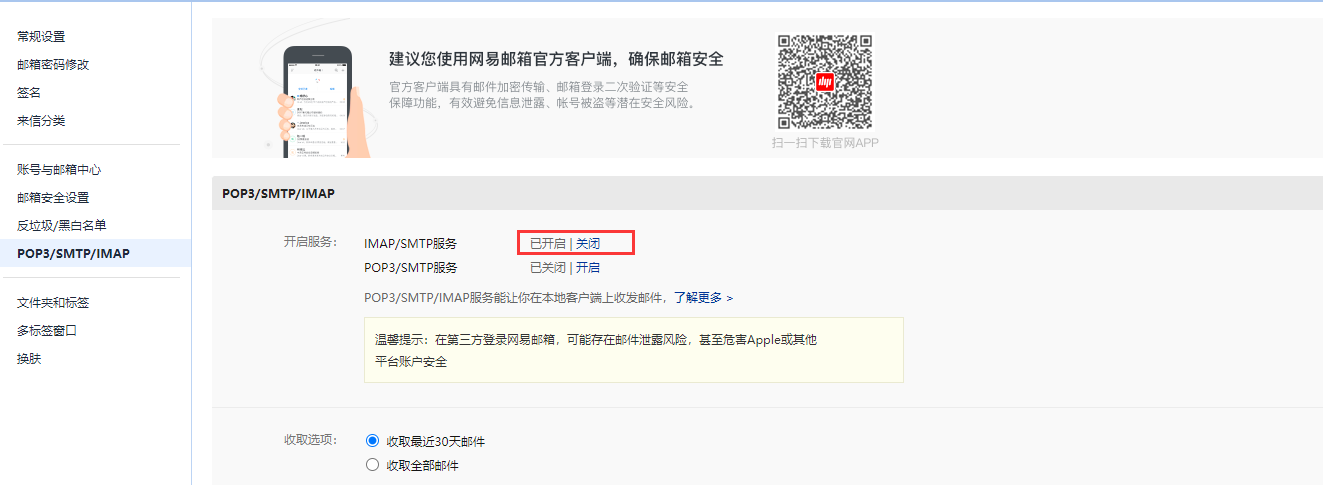 常规设置
邮箱密码修改
签名
来信分类
账号与邮箱中心
邮箱安全设置
反垃圾/黑白名单
POP3/SMTP/IMAP
文件夹和标签
多标签窗口
换肤
建议您使用网易邮箱官方客户端，确保邮箱安全
官方客户端具有邮件加密传输、邮箱登录二次验证等安全
保障功能，有效避免信息泄露、帐号被盗等潜在安全风险。
扫一扫下载官网APP
POP3/SMTP/IMAP
开启服务： IMAP/SMTP服务 已开启 | 关闭
POP3/SMTP服务 已关闭 | 开启
POP3/SMTP/IMAP服务能让你在本地客户端上收发邮件，了解更多 >
温馨提示：在第三方登录网易邮箱，可能存在邮件泄露风险，甚至危害Apple或其他
平台账户安全
收取选项： 收取最近30天邮件
收取全部邮件